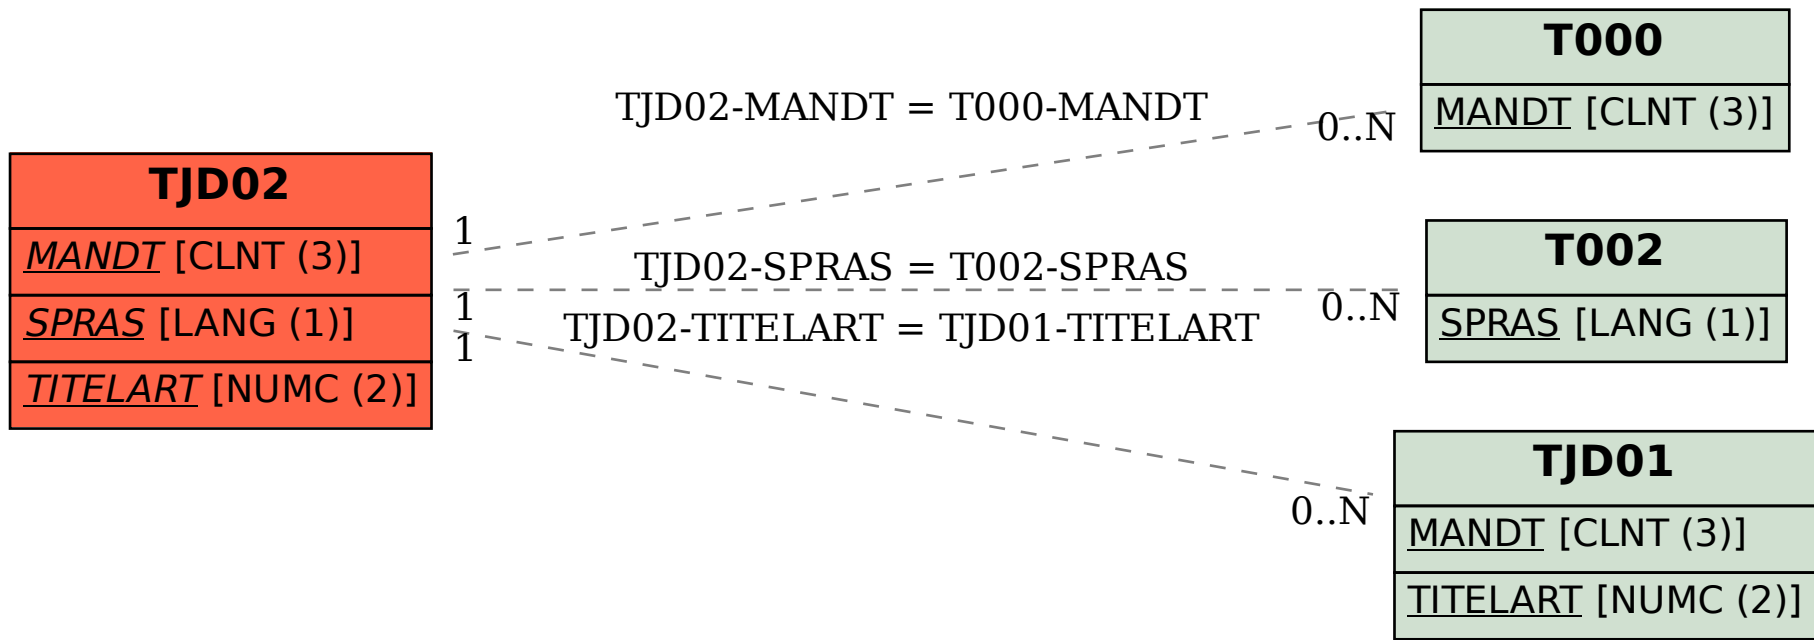 TJD02
MANDT [CLNT (3)]
SPRAS [LANG (1)]
TITELART [NUMC (2)]
TJD02-MANDT = T000-MANDT
1
0..N
TJD02-SPRAS = T002-SPRAS
1
0..N
TJD02-TITELART = TJD01-TITELART
1
0..N
T000
MANDT [CLNT (3)]
T002
SPRAS [LANG (1)]
TJD01
MANDT [CLNT (3)]
TITELART [NUMC (2)]